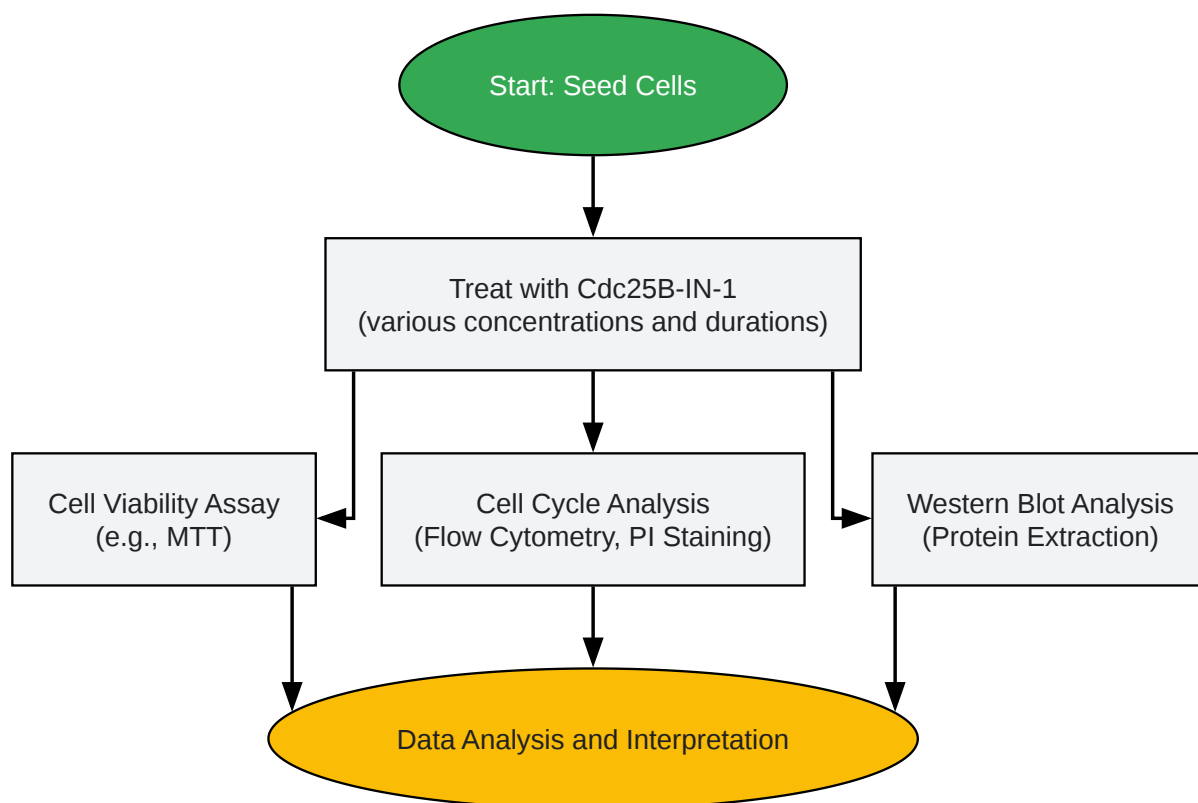 Start: Seed Cells
Treat with Cdc25B-IN-1
(various concentrations and durations)
Cell Viability Assay
(e.g., MTT)
Cell Cycle Analysis
(Flow Cytometry, PI Staining)
Western Blot Analysis
(Protein Extraction)
Data Analysis and Interpretation